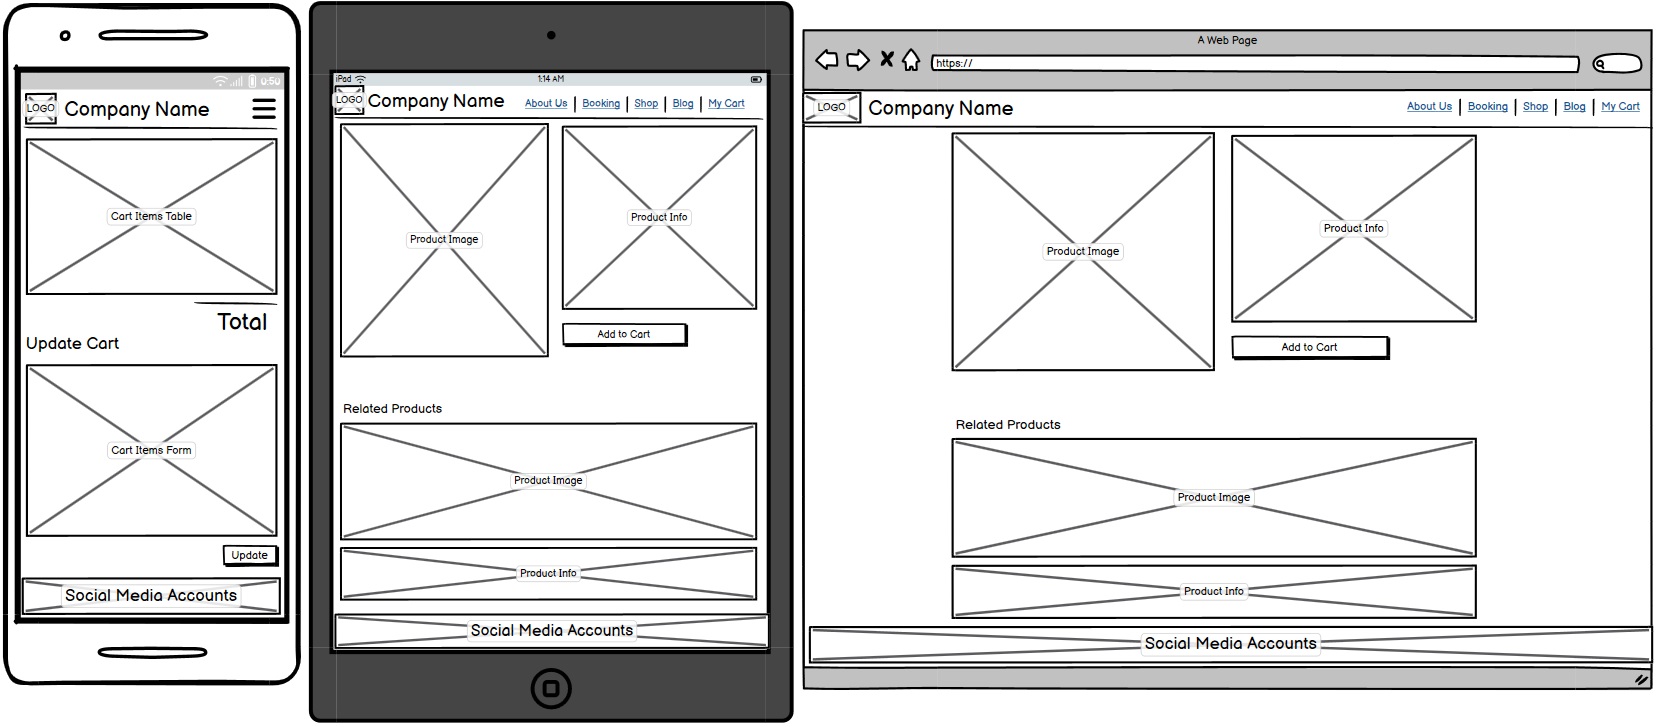 0:50
LOGO
Company Name
Cart Items Table
Total
Update Cart
Cart Items Form
Update
Social Media Accounts
iPad
1:14 AM
LOGO
Company Name
About Us
Booking
Shop
Blog
My Cart
Product Image
Product Info
Add to Cart
Related Products
Product Image
Product Info
Social Media Accounts
A Web Page
https://
LOGO
Company Name
About Us
Booking
Shop
Blog
My Cart
Product Image
Product Info
Add to Cart
Related Products
Product Image
Product Info
Social Media Accounts